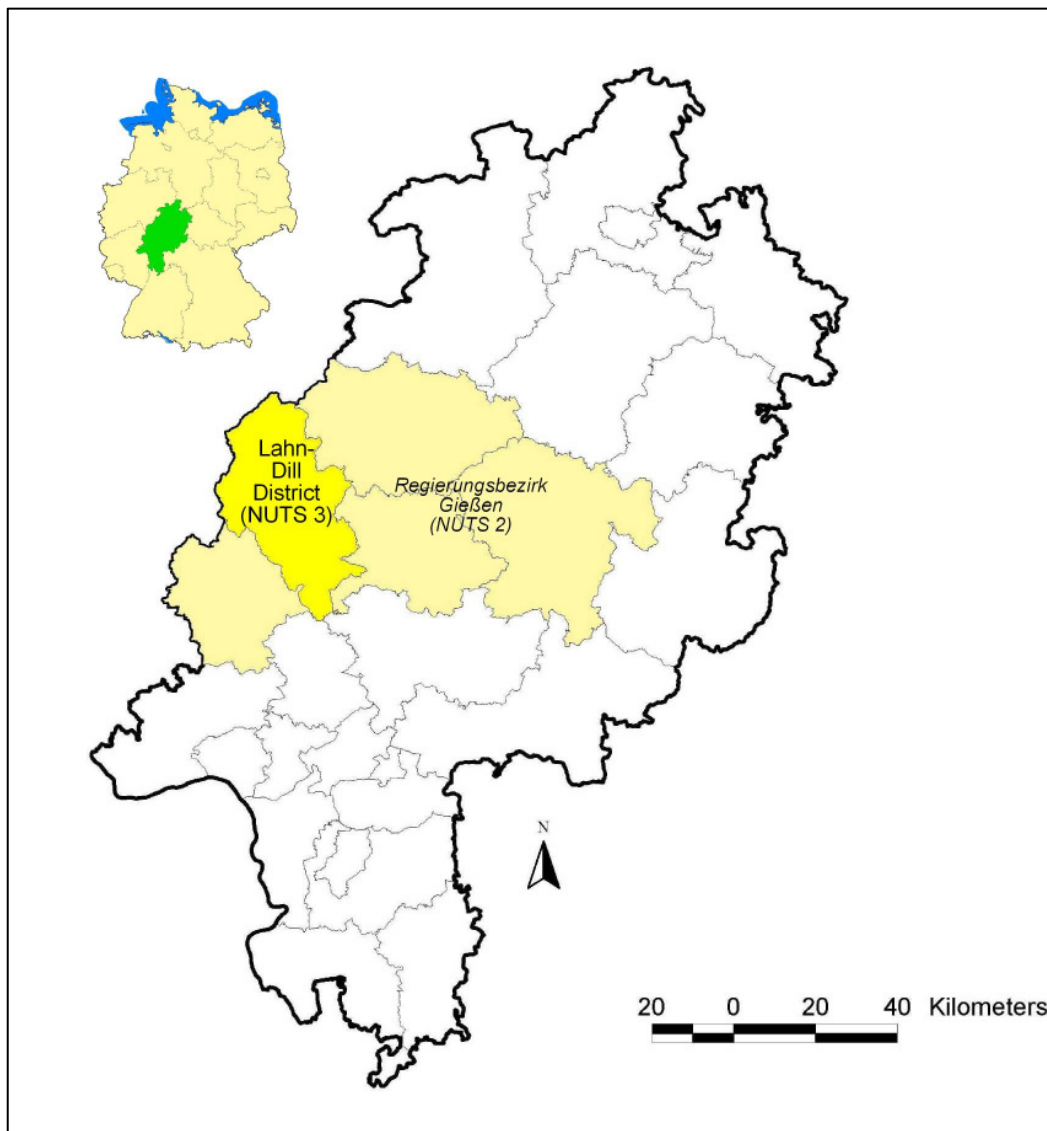 Lahn-
Dill
District
(NUTS 3)
Regierungsbezirk
Gießen
(NUTS 2)
N
20 0 20 40 Kilometers